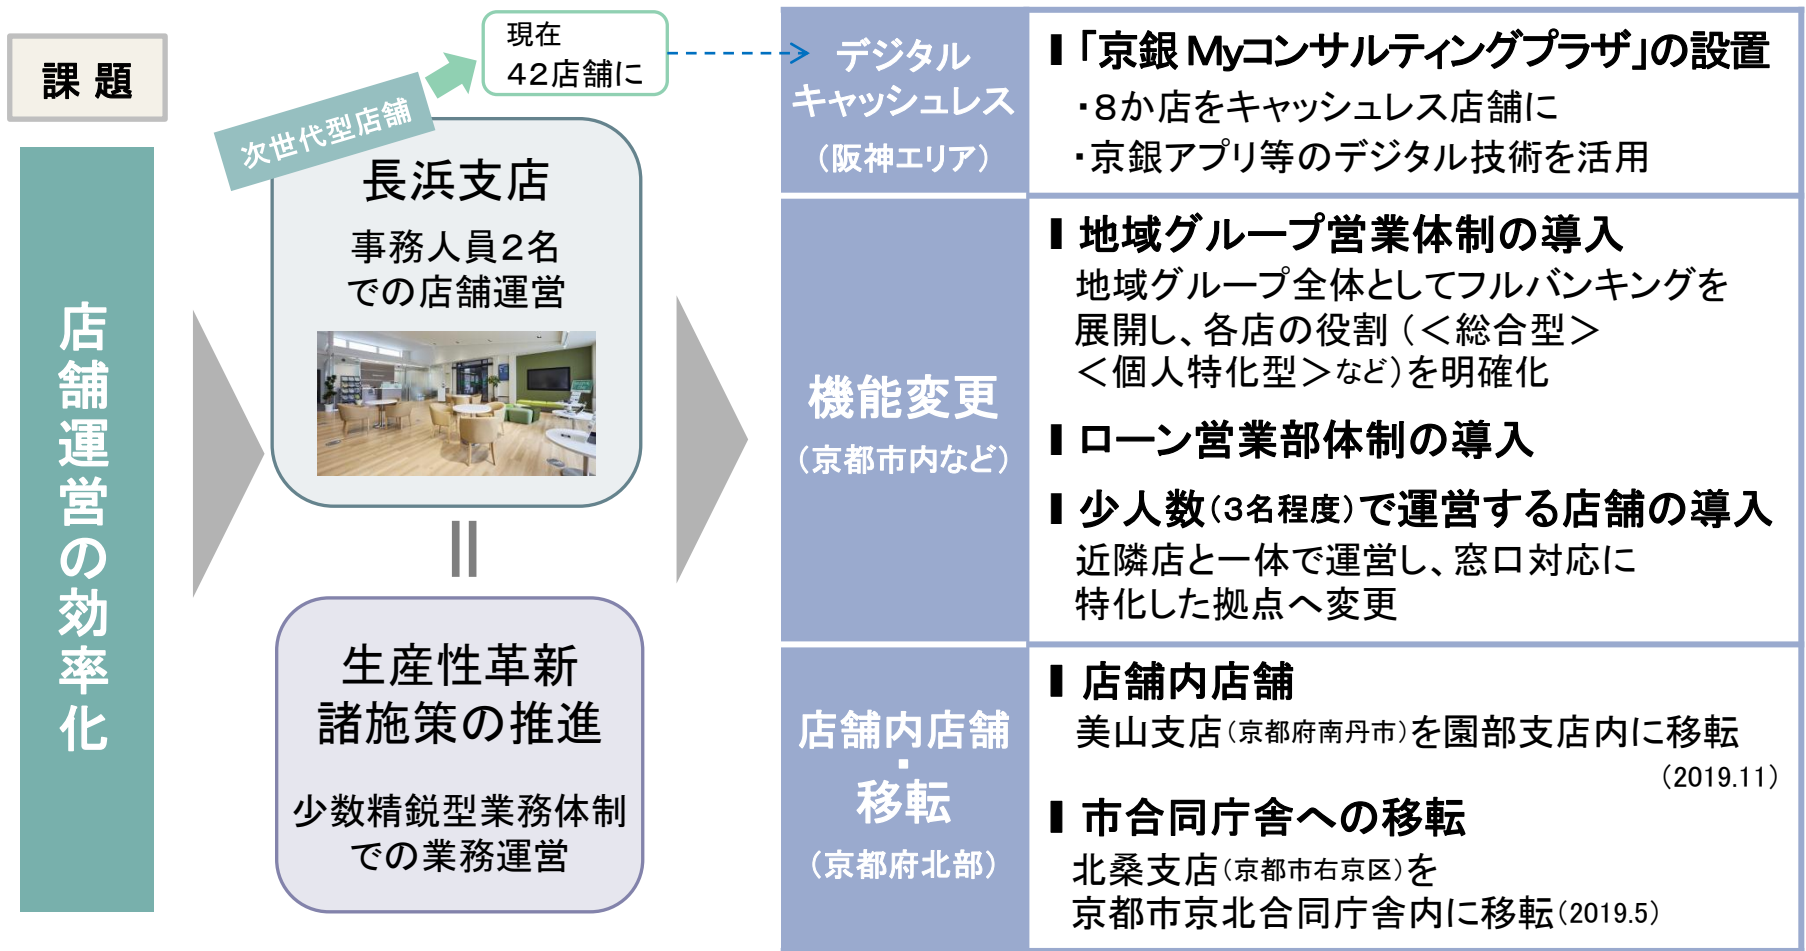 課 題
店舗運営の効率化
次世代型店舗
現在
42店舗に
長浜支店
事務人員2名
での店舗運営
生産性革新
諸施策の推進
少数精鋭型業務体制
での業務運営
デジタル
キャッシュレス
(阪神エリア)
▌「京銀 Myコンサルティングプラザ」の設置
・8か店をキャッシュレス店舗に
・京銀アプリ等のデジタル技術を活用
機能変更
(京都市内など)
▌地域グループ営業体制の導入
地域グループ全体としてフルバンキングを
展開し、各店の役割 (<総合型>
<個人特化型>など)を明確化
▌ローン営業部体制の導入
▌少人数(3名程度)で運営する店舗の導入
近隣店と一体で運営し、窓口対応に
特化した拠点へ変更
店舗内店舗
・
移転
(京都府北部)
▌店舗内店舗
美山支店(京都府南丹市)を園部支店内に移転
(2019.11)
▌市合同庁舎への移転
北桑支店(京都市右京区)を
京都市京北合同庁舎内に移転(2019.5)